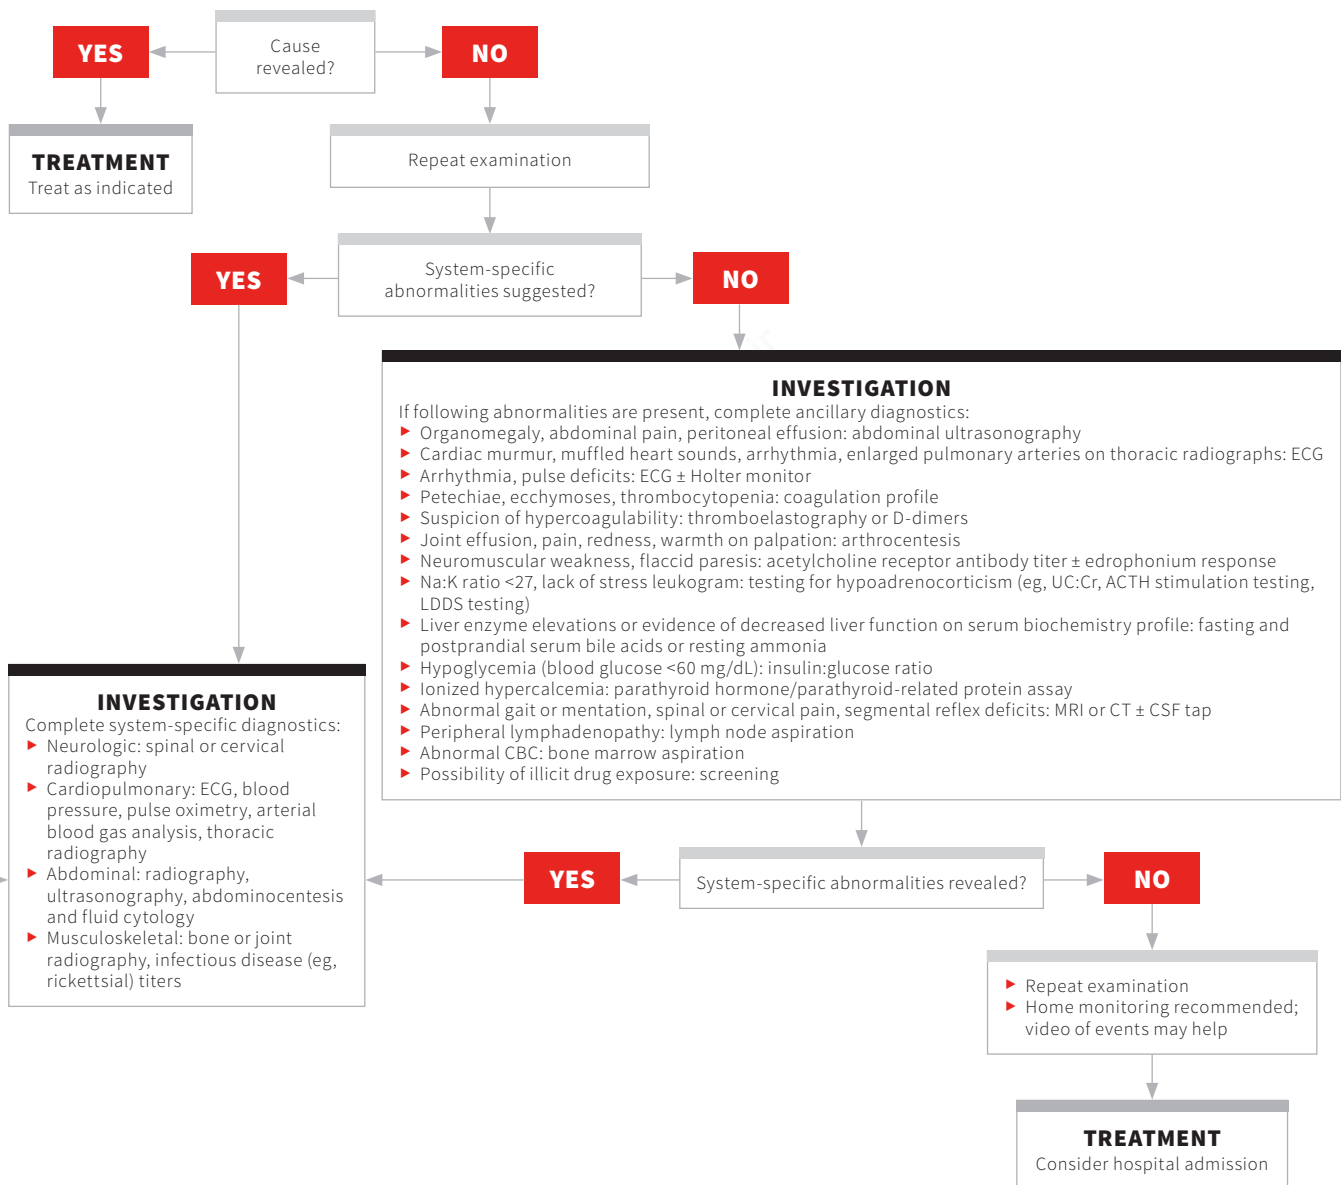 YES
Cause
revealed?
NO
TREATMENT
Treat as indicated
Repeat examination
YES
System-specific
abnormalities suggested?
NO
INVESTIGATION
If following abnormalities are present, complete ancillary diagnostics:
Organomegaly, abdominal pain, peritoneal effusion: abdominal ultrasonography
Cardiac murmur, muffled heart sounds, arrhythmia, enlarged pulmonary arteries on thoracic radiographs: ECG
Arrhythmia, pulse deficits: ECG ± Holter monitor
Petechiae, ecchymoses, thrombocytopenia: coagulation profile
Suspicion of hypercoagulability: thromboelastography or D-dimers
Joint effusion, pain, redness, warmth on palpation: arthrocentesis
Neuromuscular weakness, flaccid paresis: acetylcholine receptor antibody titer ± edrophonium response
Na:K ratio <27, lack of stress leukogram: testing for hypoadrenocorticism (eg, UC:Cr, ACTH stimulation testing,
LDDS testing)
Liver enzyme elevations or evidence of decreased liver function on serum biochemistry profile: fasting and
postprandial serum bile acids or resting ammonia
Hypoglycemia (blood glucose <60 mg/dL): insulin:glucose ratio
Ionized hypercalcemia: parathyroid hormone/parathyroid-related protein assay
Abnormal gait or mentation, spinal or cervical pain, segmental reflex deficits: MRI or CT ± CSF tap
Peripheral lymphadenopathy: lymph node aspiration
Abnormal CBC: bone marrow aspiration
Possibility of illicit drug exposure: screening
INVESTIGATION
Complete system-specific diagnostics:
Neurologic: spinal or cervical
radiography
Cardiopulmonary: ECG, blood
pressure, pulse oximetry, arterial
blood gas analysis, thoracic
radiography
Abdominal: radiography,
ultrasonography, abdominocentesis
and fluid cytology
Musculoskeletal: bone or joint
radiography, infectious disease (eg,
rickettsial) titers
YES
System-specific abnormalities revealed?
NO
Repeat examination
Home monitoring recommended;
video of events may help
TREATMENT
Consider hospital admission